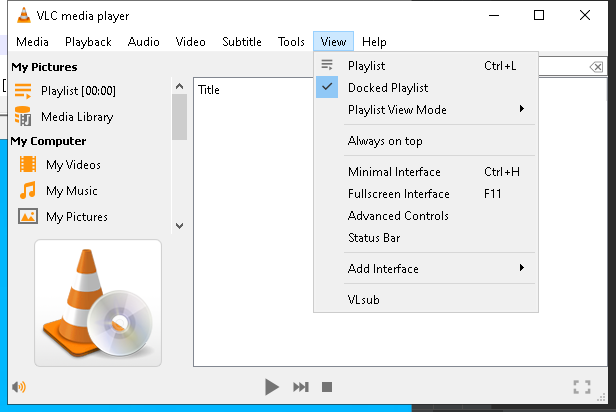 VLC media player
Media Playback Audio Video Subtitle Tools View Help
My Pictures
Playlist [00:00]
Media Library
My Computer
My Videos
My Music
My Pictures
Title
Playlist Ctrl+L
Docked Playlist
Playlist View Mode
Always on top
Minimal Interface Ctrl+H
Fullscreen Interface F11
Advanced Controls
Status Bar
Add Interface
VLsub